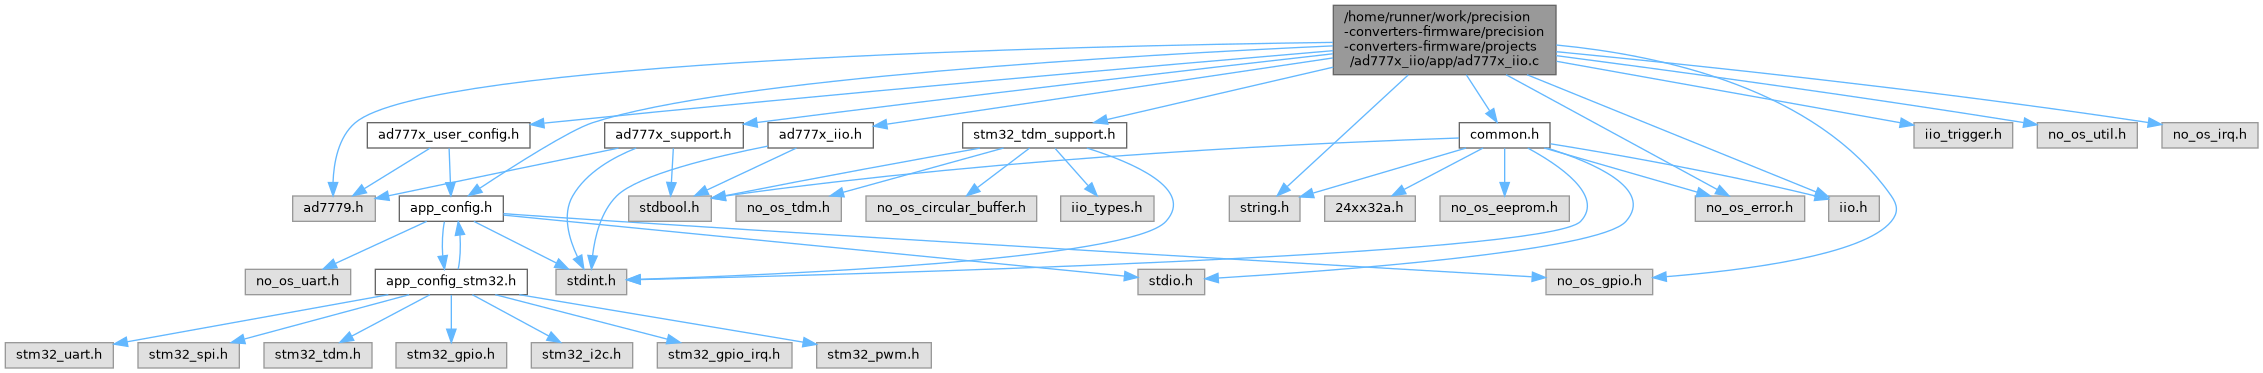 /home/runner/work/precision
-converters-firmware/precision
-converters-firmware/projects
/ad777x_iio/app/ad777x_iio.c
ad777x_user_config.h
ad777x_support.h
ad777x_iio.h
stm32_tdm_support.h
common.h
iio_trigger.h
no_os_util.h
no_os_irq.h
ad7779.h
app_config.h
stdbool.h
no_os_tdm.h
no_os_circular_buffer.h
iio_types.h
string.h
24xx32a.h
no_os_eeprom.h
no_os_error.h
iio.h
no_os_uart.h
app_config_stm32.h
stdint.h
stdio.h
no_os_gpio.h
stm32_uart.h
stm32_spi.h
stm32_tdm.h
stm32_gpio.h
stm32_i2c.h
stm32_gpio_irq.h
stm32_pwm.h